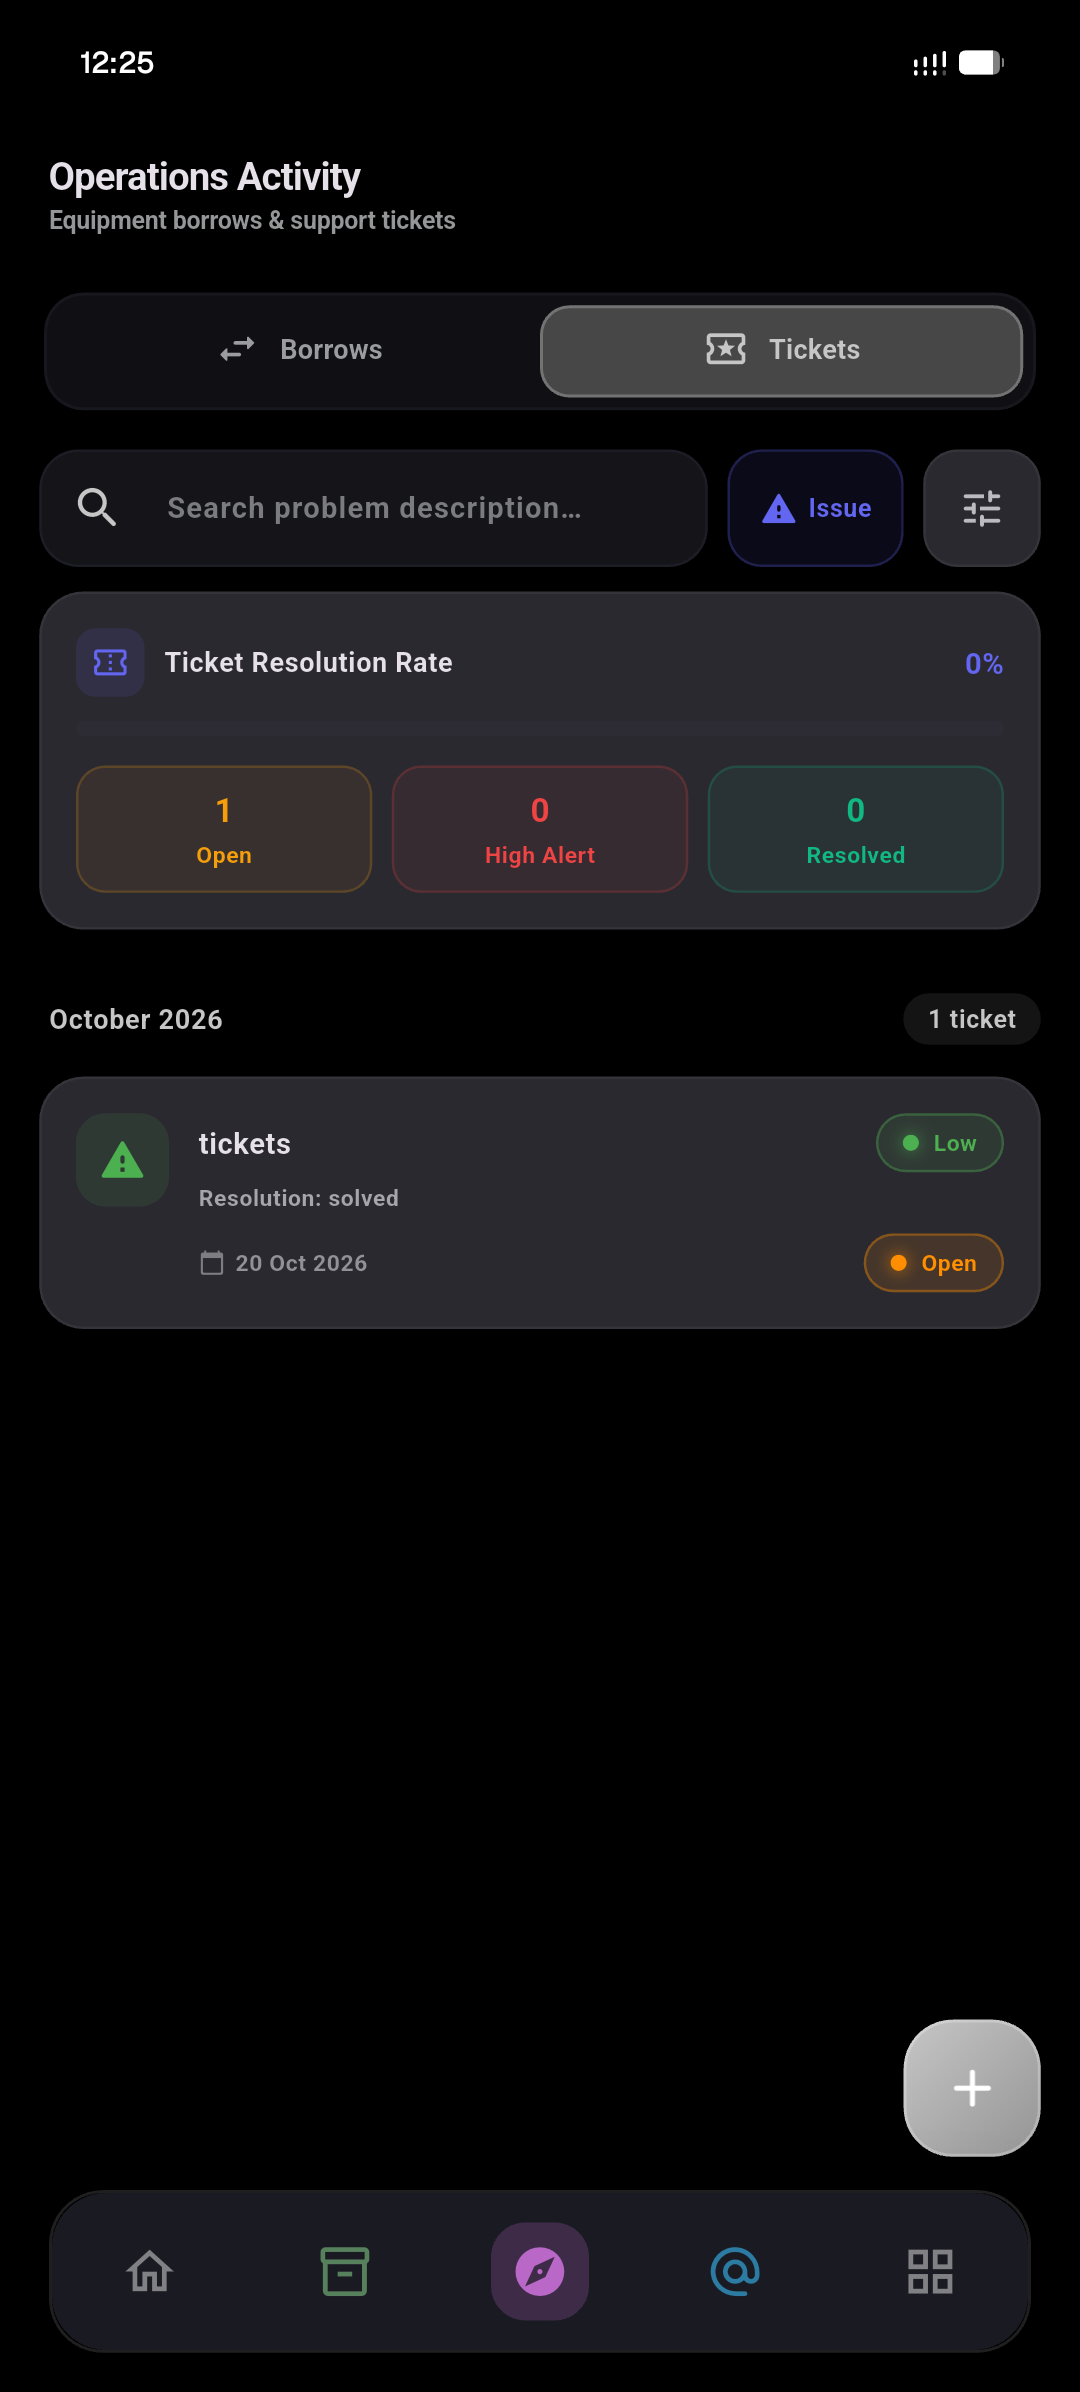 12:25
Operations Activity
Equipment borrows & support tickets
Borrows
Tickets
Search problem description…
Issue
Ticket Resolution Rate
0%
1
Open
0
High Alert
0
Resolved
October 2026
1 ticket
tickets
Low
Resolution: solved
20 Oct 2026
Open